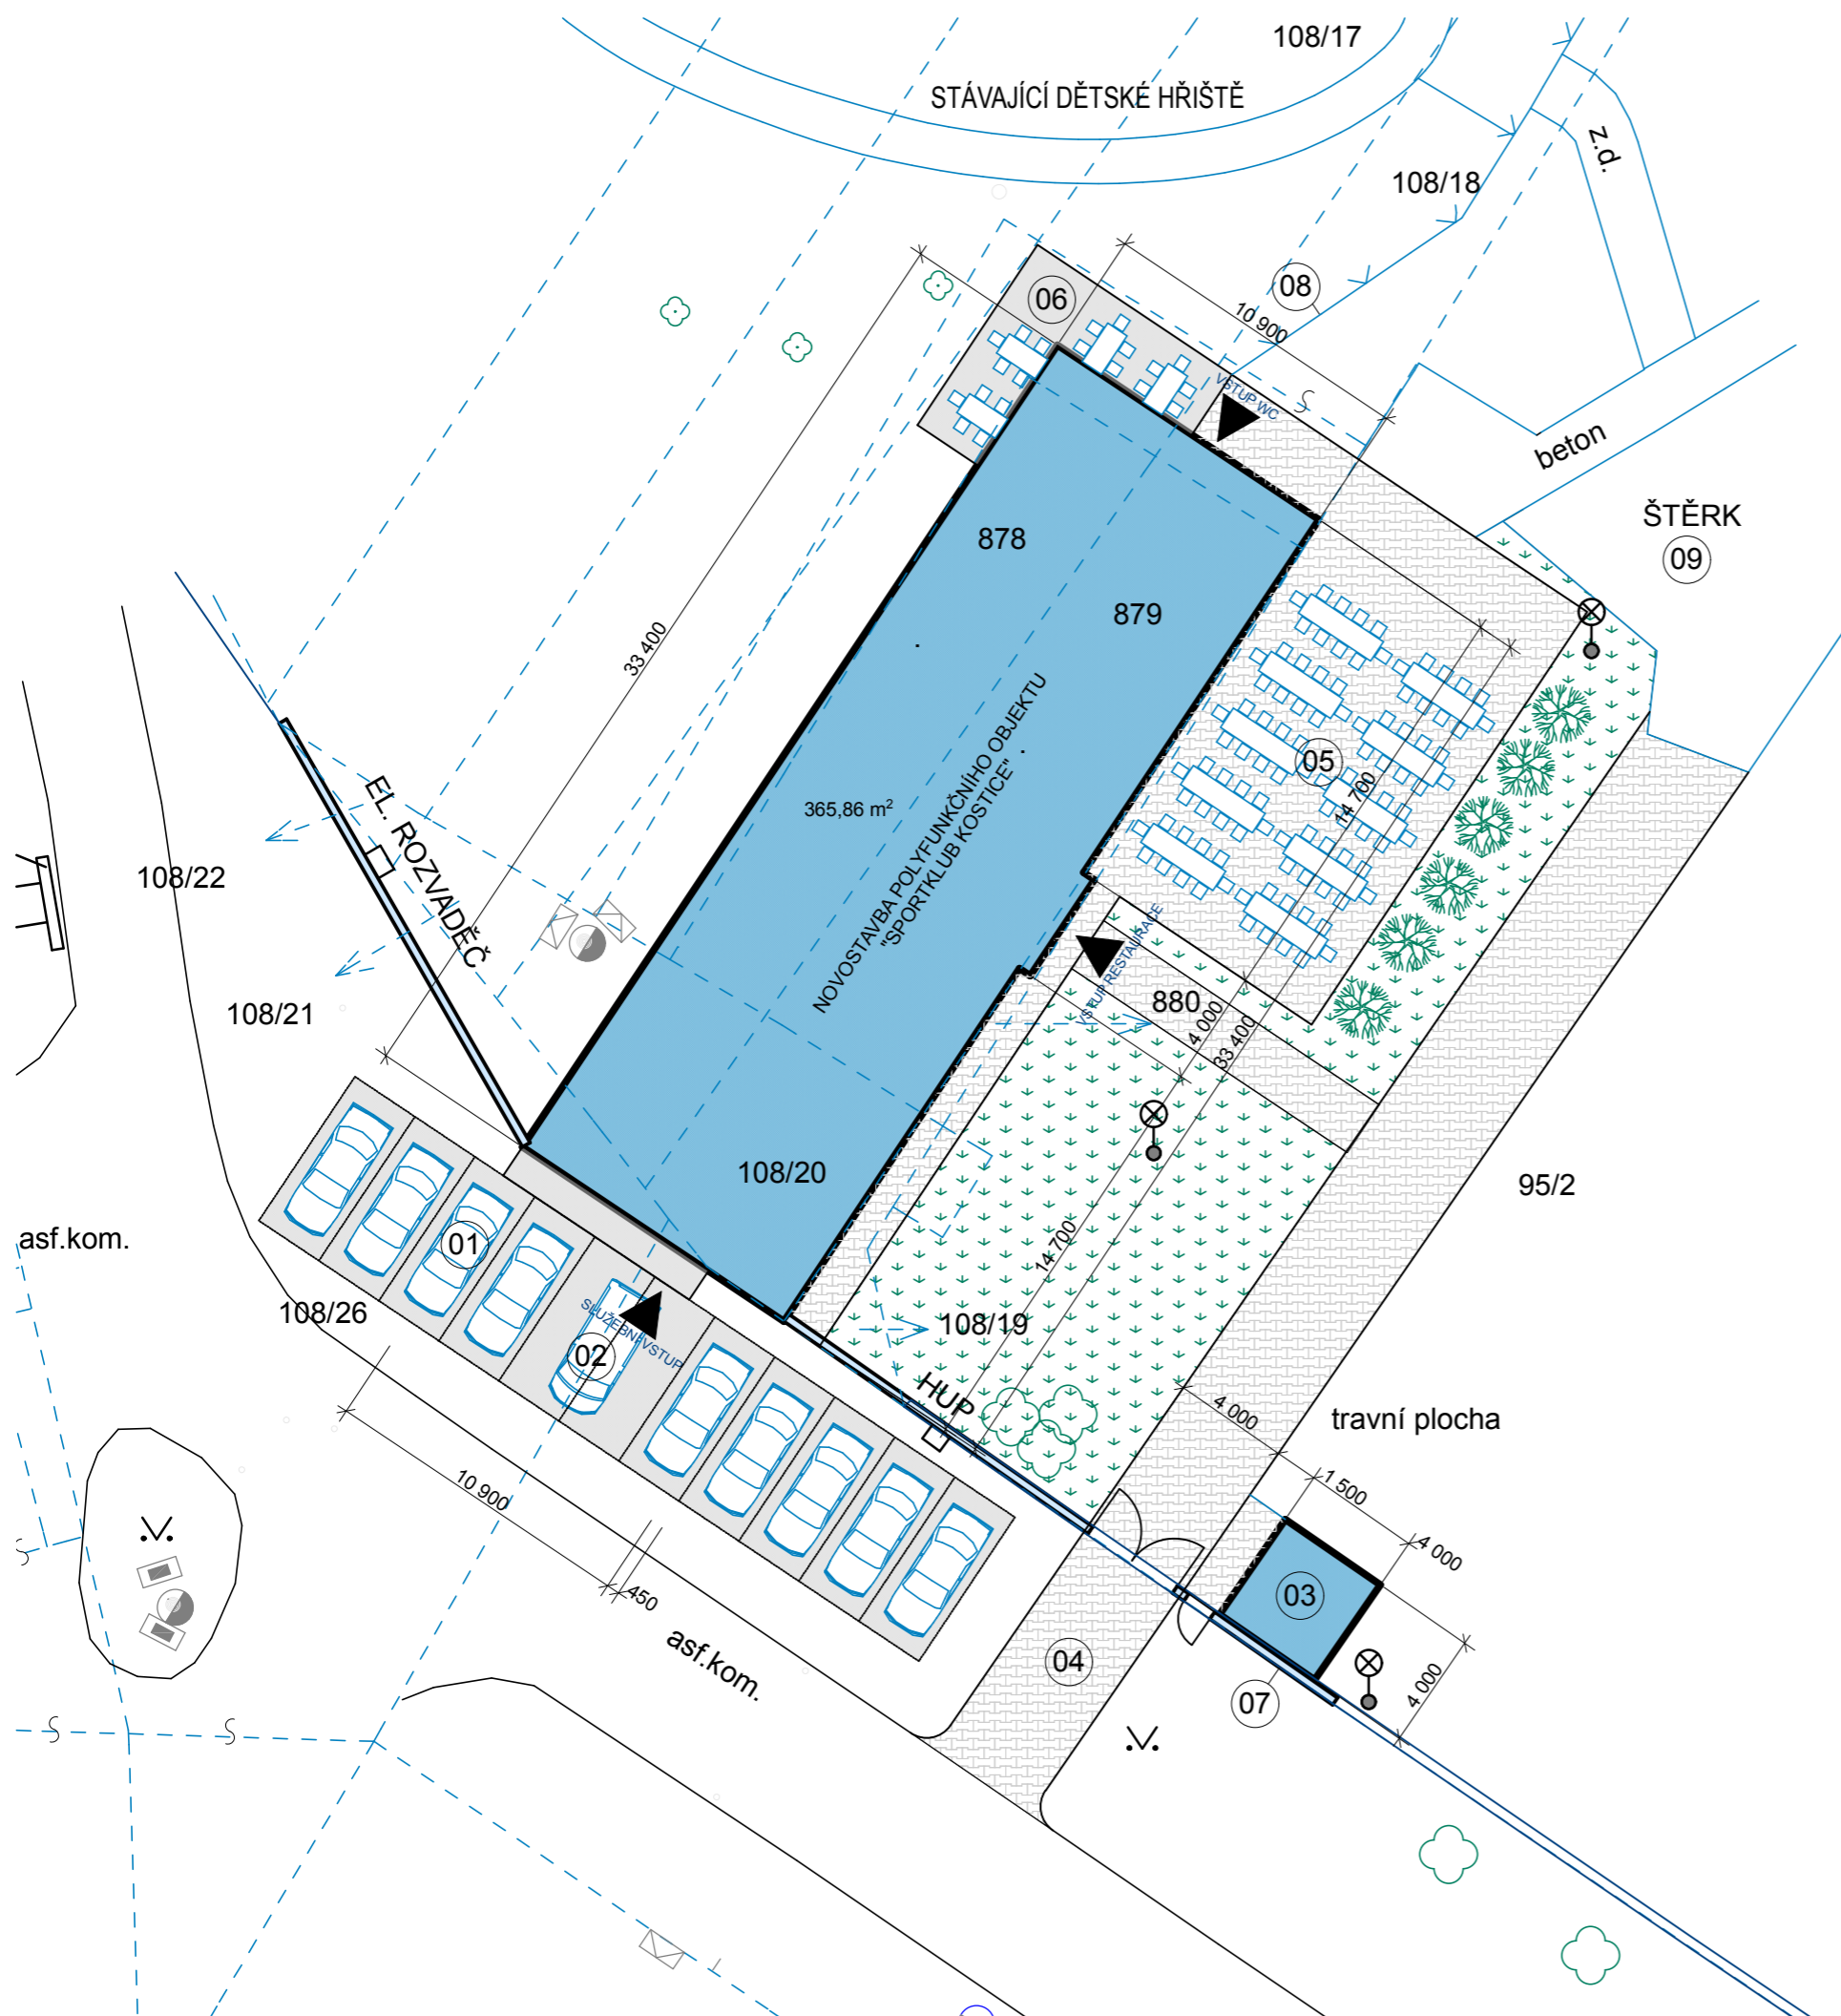 108/17
STÁVAJÍCÍ DĚTSKÉ HŘIŠTĚ
z.d.
108/18
08
06
10 900
VSTUP WC
beton
ŠTĚRK
09
878
879
33 400
05
14 700
EL. ROZVADĚČ
365,86 m²
NOVOSTAVBA POLYFUNKČNÍHO OBJEKTU
"SPORTKLUB KOSTICE"
108/22
VSTUP RESTAURACE
880
4 000
33 400
108/21
108/20
95/2
asf.kom.
01
14 700
108/26
SLUŽEBNÍ VSTUP
02
108/19
HUP
4 000
travní plocha
10 900
450
1 500
4 000
03
asf.kom.
04
07
4 000